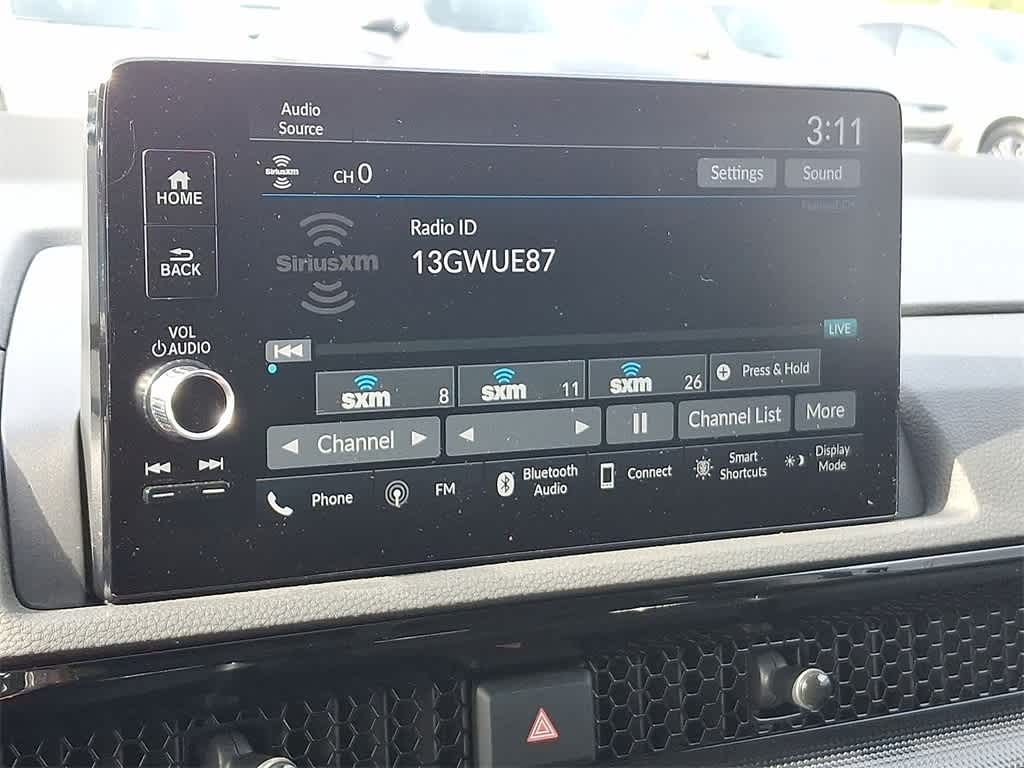 Audio
Source
3:11
SiriusXM
CH 0
Settings
Sound
HOME
BACK
Radio ID
13GWUE87
SiriusXM
LIVE
VOL
AUDIO
sxm 8
sxm 11
sxm 26
Press & Hold
Channel
Channel List
More
Phone
FM
Bluetooth
Audio
Connect
Smart
Shortcuts
Display
Mode